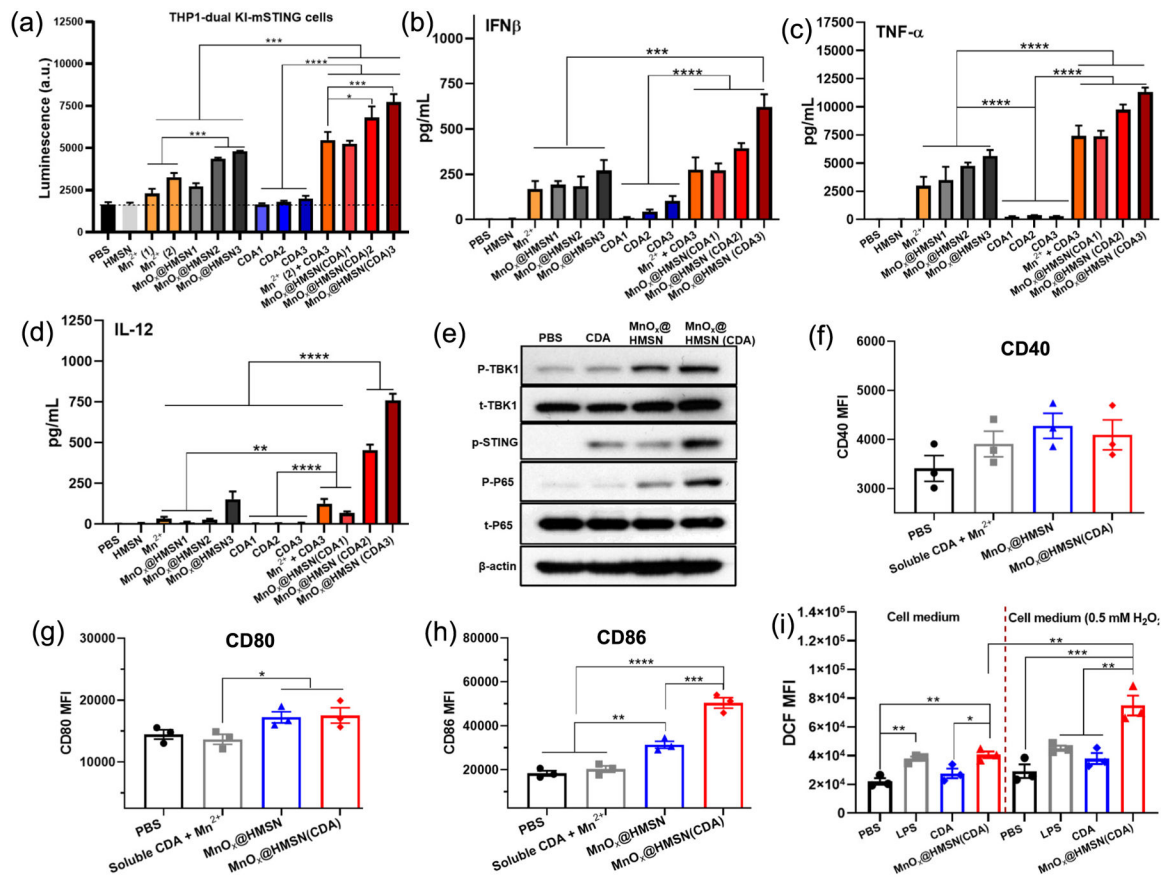 (a)
THP1-dual KI-mSTING cells
Luminescence (a.u.)
12500
10000
7500
5000
2500
0
***
****
***
*
***
PBS
HMSN
Mn²⁺ (1)
Mn²⁺ (2)
MnOₓ@HMSN1
MnOₓ@HMSN2
MnOₓ@HMSN3
CDA1
CDA2
CDA3
Mn²⁺ (2) + CDA3
MnOₓ@HMSN(CDA)1
MnOₓ@HMSN(CDA)2
MnOₓ@HMSN(CDA)3
(b)
IFNβ
pg/mL
1000
750
500
250
0
***
****
PBS
HMSN
Mn²⁺
MnOₓ@HMSN1
MnOₓ@HMSN2
MnOₓ@HMSN3
CDA1
CDA2
CDA3
Mn²⁺ + CDA3
MnOₓ@HMSN(CDA1)
MnOₓ@HMSN (CDA2)
MnOₓ@HMSN (CDA3)
(c)
TNF-α
pg/mL
17500
15000
12500
10000
7500
5000
2500
0
****
****
****
PBS
HMSN
Mn²⁺
MnOₓ@HMSN1
MnOₓ@HMSN2
MnOₓ@HMSN3
CDA1
CDA2
CDA3
²⁺ + CDA3
MnOₓ@HMSN(CDA1)
MnOₓ@HMSN (CDA2)
MnOₓ@HMSN (CDA3)
(d)
IL-12
pg/mL
1250
1000
750
500
250
0
****
**
****
PBS
HMSN
Mn²⁺
MnOₓ@HMSN1
MnOₓ@HMSN2
MnOₓ@HMSN3
CDA1
CDA2
CDA3
Mn²⁺ + CDA3
MnOₓ@HMSN(CDA1)
MnOₓ@HMSN (CDA2)
MnOₓ@HMSN (CDA3)
(e)
PBS
CDA
MnOₓ@
HMSN
MnOₓ@
HMSN (CDA)
P-TBK1
t-TBK1
p-STING
P-P65
t-P65
β-actin
(f)
CD40
CD40 MFI
6000
5000
4000
3000
PBS
Soluble CDA + Mn²⁺
MnOₓ@HMSN
MnOₓ@HMSN(CDA)
(g)
CD80
CD80 MFI
30000
20000
10000
*
PBS
Soluble CDA + Mn²⁺
MnOₓ@HMSN
MnOₓ@HMSN(CDA)
(h)
CD86
CD86 MFI
80000
60000
40000
20000
****
***
**
PBS
Soluble CDA + Mn²⁺
MnOₓ@HMSN
MnOₓ@HMSN(CDA)
(i)
Cell medium
Cell medium (0.5 mM H₂O₂
DCF MFI
1.4×10⁵
1.2×10⁵
1×10⁵
8×10⁴
6×10⁴
4×10⁴
2×10⁴
0
**
***
**
**
**
*
PBS
LPS
CDA
MnOₓ@HMSN(CDA)
PBS
LPS
CDA
MnOₓ@HMSN(CDA)